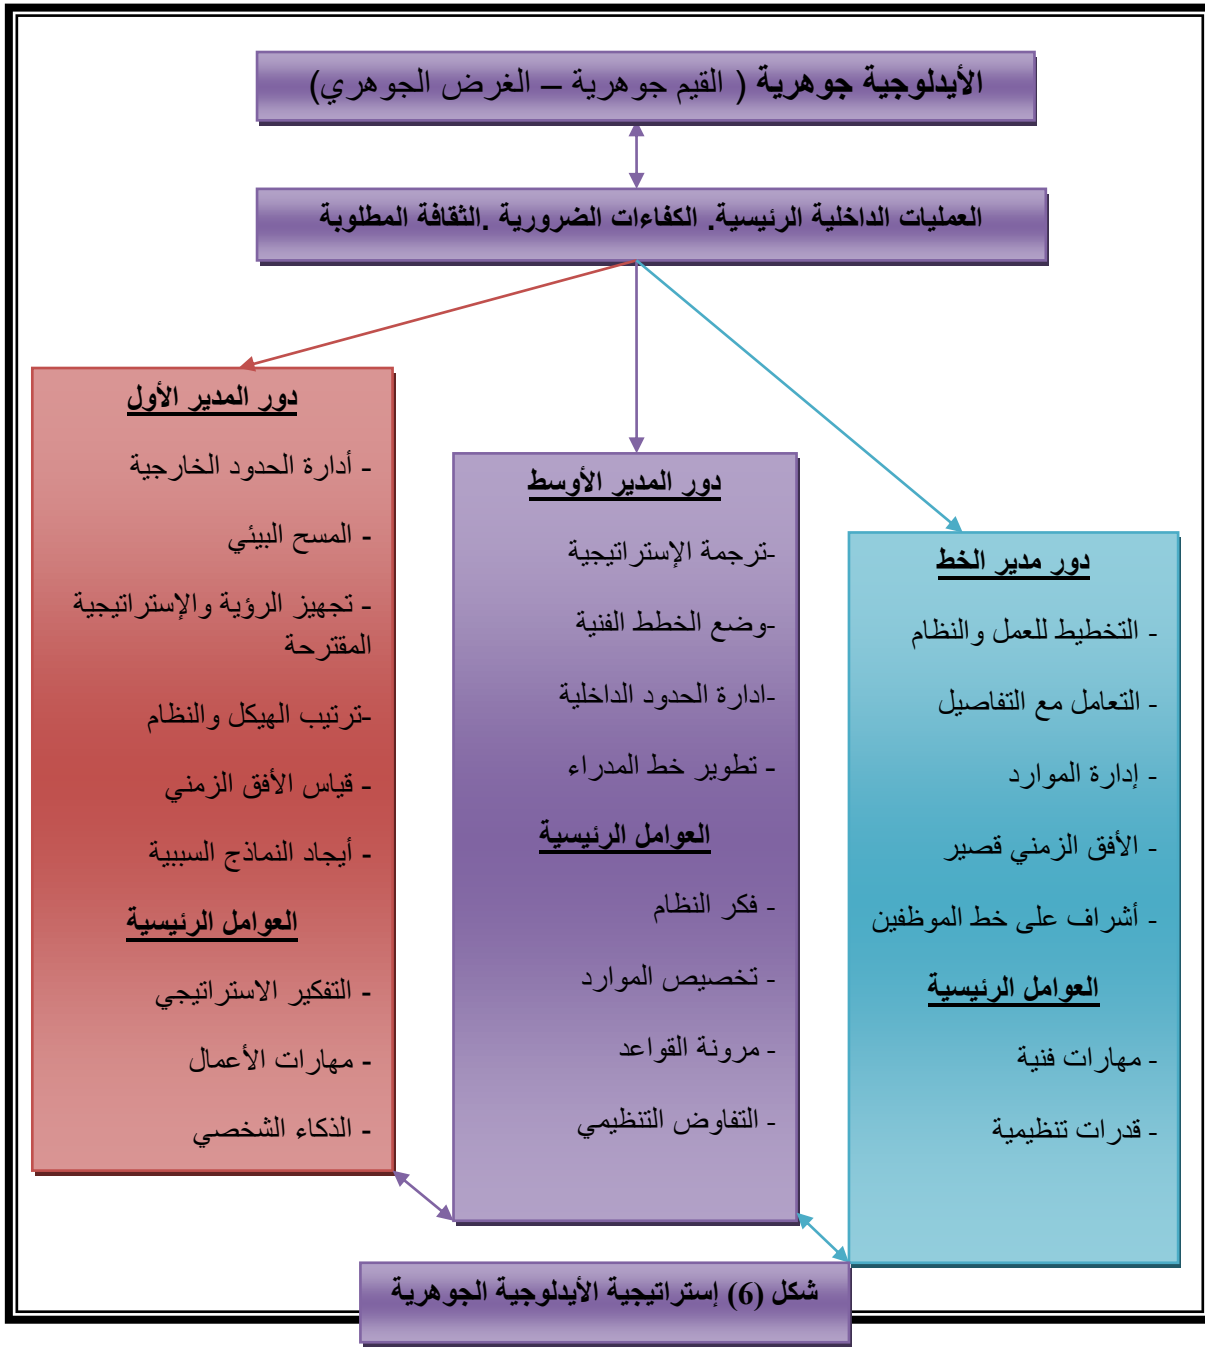 الأيدلوجية جوهرية ( القيم جوهرية – الغرض الجوهري)
العمليات الداخلية الرئيسية. الكفاءات الضرورية .الثقافة المطلوبة
دور المدير الأول
- أدارة الحدود الخارجية
- المسح البيئي
- تجهيز الرؤية والإستراتيجية
المقترحة
-ترتيب الهيكل والنظام
- قياس الأفق الزمني
- أيجاد النماذج السببية
العوامل الرئيسية
- التفكير الاستراتيجي
- مهارات الأعمال
- الذكاء الشخصي
دور المدير الأوسط
-ترجمة الإستراتيجية
-وضع الخطط الفنية
-ادارة الحدود الداخلية
- تطوير خط المدراء
العوامل الرئيسية
- فكر النظام
- تخصيص الموارد
- مرونة القواعد
- التفاوض التنظيمي
دور مدير الخط
- التخطيط للعمل والنظام
- التعامل مع التفاصيل
- إدارة الموارد
- الأفق الزمني قصير
- أشراف على خط الموظفين
العوامل الرئيسية
- مهارات فنية
- قدرات تنظيمية
شكل (6) إستراتيجية الأيدلوجية الجوهرية